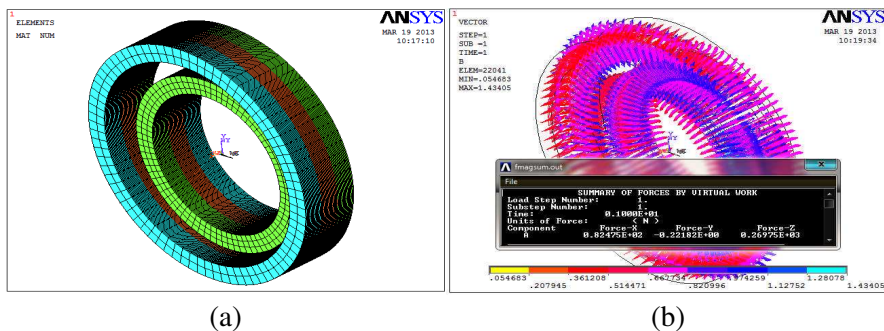 1
ELEMENTS
MAT NUM
ANSYS
MAR 19 2013
10:17:10
(a)
1
VECTOR
STEP=1
SUB =1
TIME=1
B
ELEM=22041
MIN=.054683
MAX=1.43405
ANSYS
MAR 19 2013
10:19:34
fmagsum.out
File
SUMMARY OF FORCES BY VIRTUAL WORK
Load Step Number: 1.
Substep Number: 1.
Time: 0.1000E+01
Units of Force: ( N )
Component Force-X Force-Y Force-Z
A 0.82475E+02 -0.22182E+00 0.26975E+03
.054683 .361208 .667734 .974259 1.28078
.207945 .514471 .820996 1.12752 1.43405
(b)